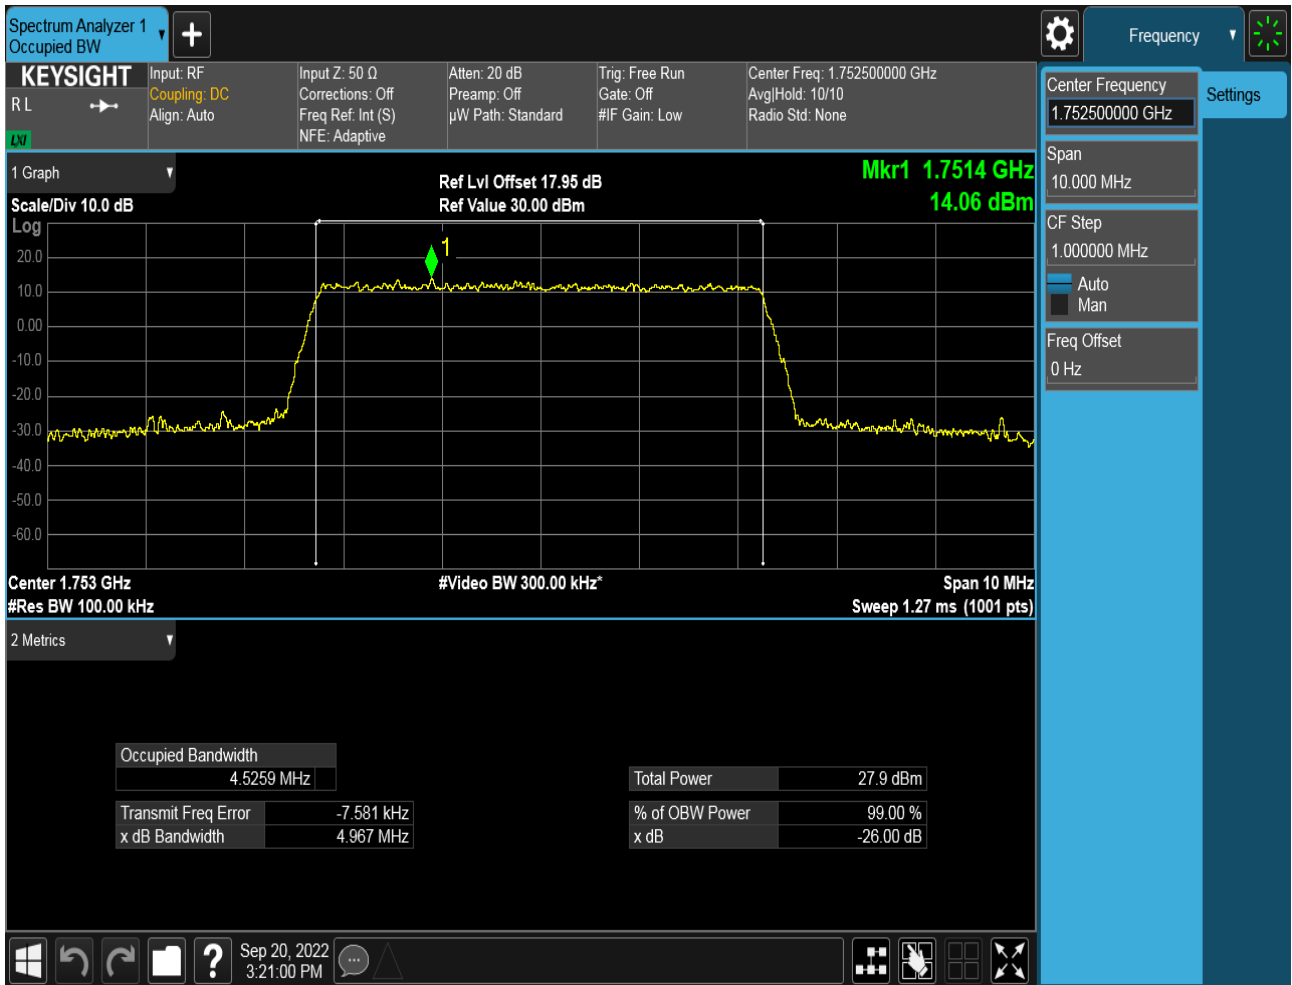 Spectrum Analyzer 1
Occupied BW
Frequency
KEYSIGHT
R L
LXI
Input: RF
Coupling: DC
Align: Auto
Input Z: 50 Ω
Corrections: Off
Freq Ref: Int (S)
NFE: Adaptive
Atten: 20 dB
Preamp: Off
µW Path: Standard
Trig: Free Run
Gate: Off
#IF Gain: Low
Center Freq: 1.752500000 GHz
Avg|Hold: 10/10
Radio Std: None
Center Frequency
1.752500000 GHz
Settings
Span
10.000 MHz
CF Step
1.000000 MHz
Auto
Man
Freq Offset
0 Hz
1 Graph
Scale/Div 10.0 dB
Ref Lvl Offset 17.95 dB
Ref Value 30.00 dBm
Mkr1 1.7514 GHz
14.06 dBm
Log
1
20.0
10.0
0.00
-10.0
-20.0
-30.0
-40.0
-50.0
-60.0
Center 1.753 GHz
#Video BW 300.00 kHz*
Span 10 MHz
#Res BW 100.00 kHz
Sweep 1.27 ms (1001 pts)
2 Metrics
Occupied Bandwidth
4.5259 MHz
Total Power 27.9 dBm
Transmit Freq Error -7.581 kHz
% of OBW Power 99.00 %
x dB Bandwidth 4.967 MHz
x dB -26.00 dB
?
Sep 20, 2022
3:21:00 PM